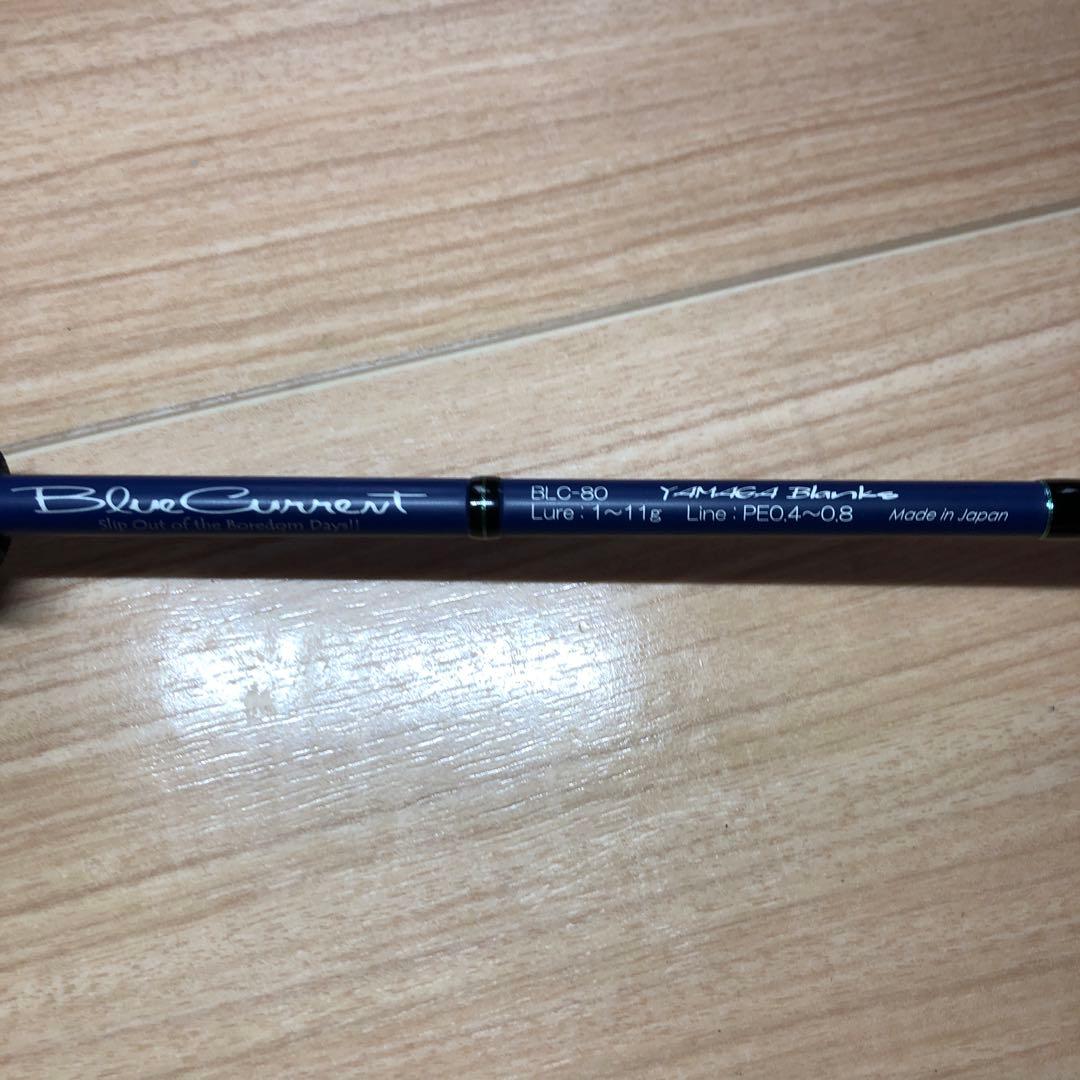 BlueCurrent
Slip Out of the Boredom Days!!
BLC-80 YAMAGA Blanks
Lure : 1〜11g Line : PE0.4〜0.8 Made in Japan